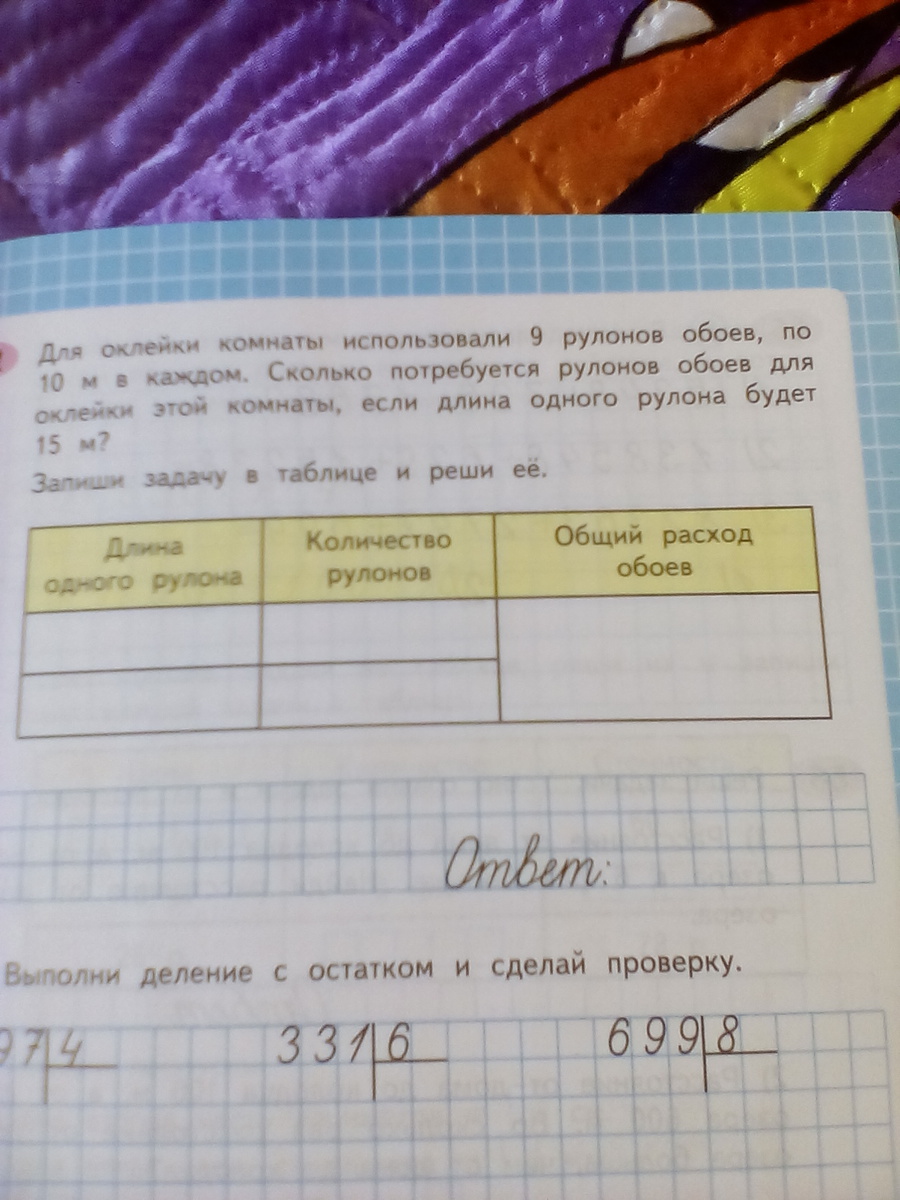 Для оклейки комнаты использовали 9 рулонов обоев, по
10 м в каждом. Сколько потребуется рулонов обоев для
оклейки этой комнаты, если длина одного рулона будет
15 м?
Запиши задачу в таблице и реши её.
Длина
одного рулона
Количество
рулонов
Общий расход
обоев
Ответ:
Выполни деление с остатком и сделай проверку.
97 4 331 6 699 8